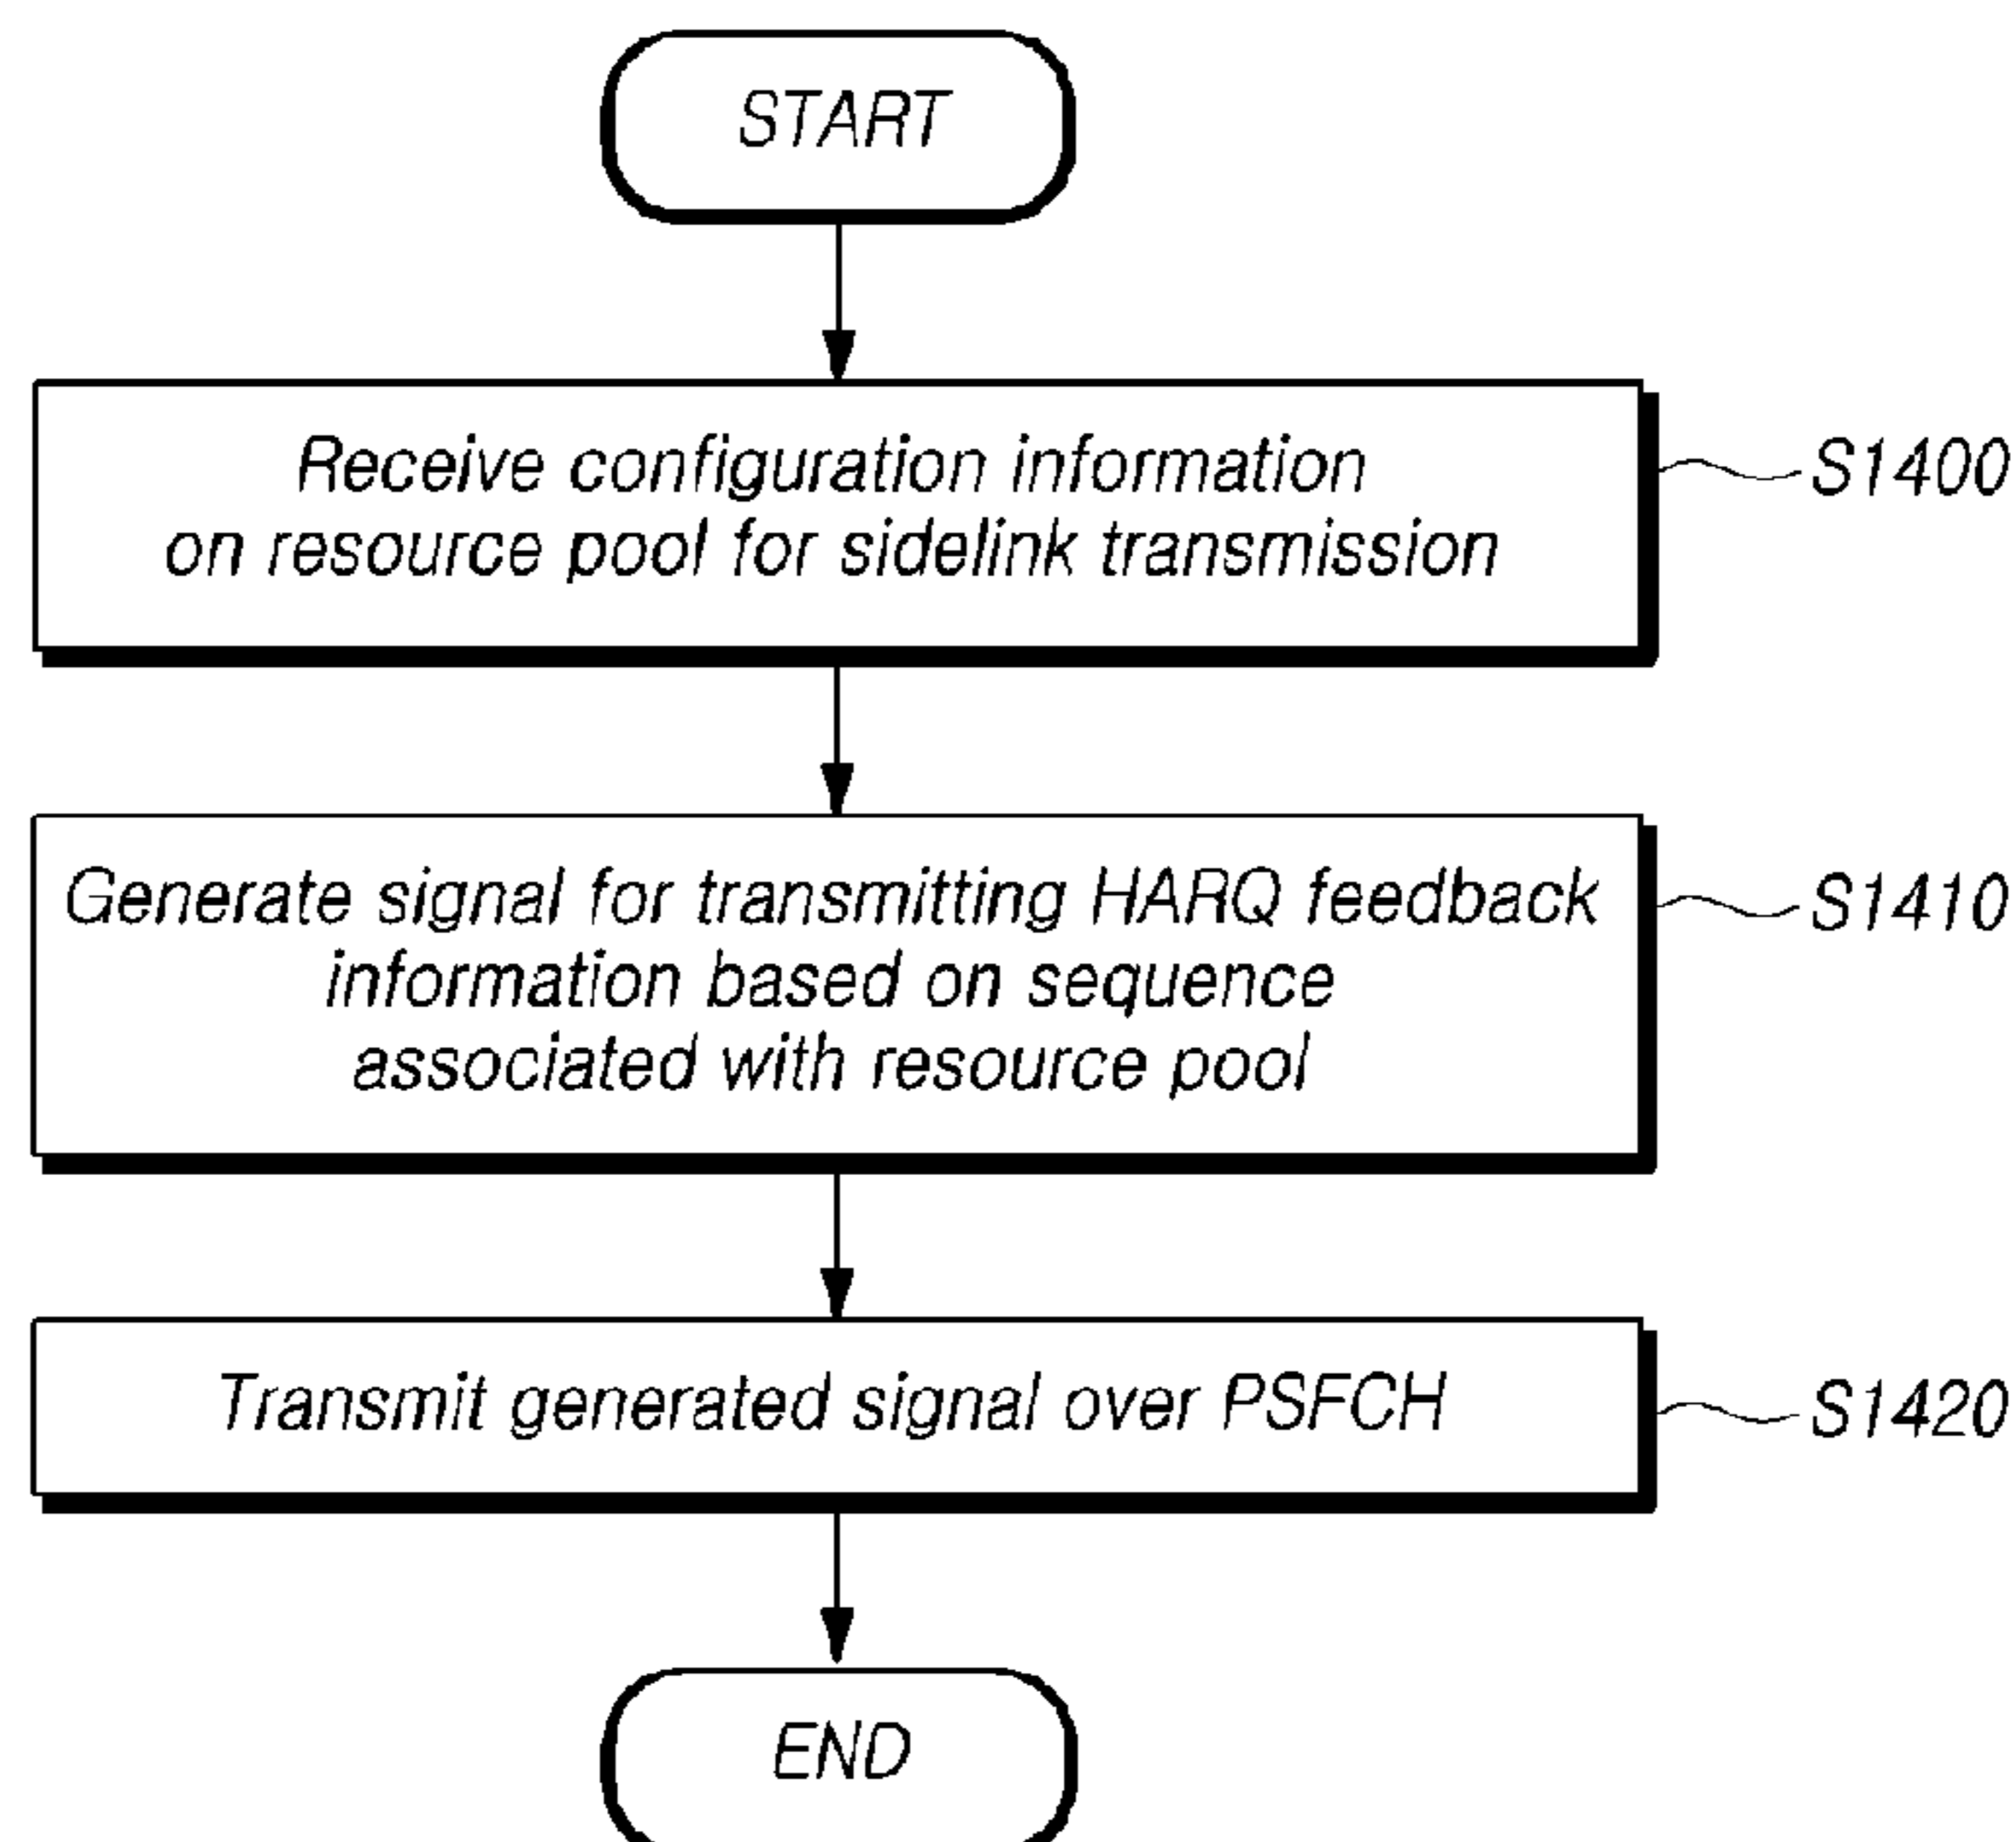 START
Receive configuration information
on resource pool for sidelink transmission
S1400
Generate signal for transmitting HARQ feedback
information based on sequence
associated with resource pool
S1410
Transmit generated signal over PSFCH
S1420
END